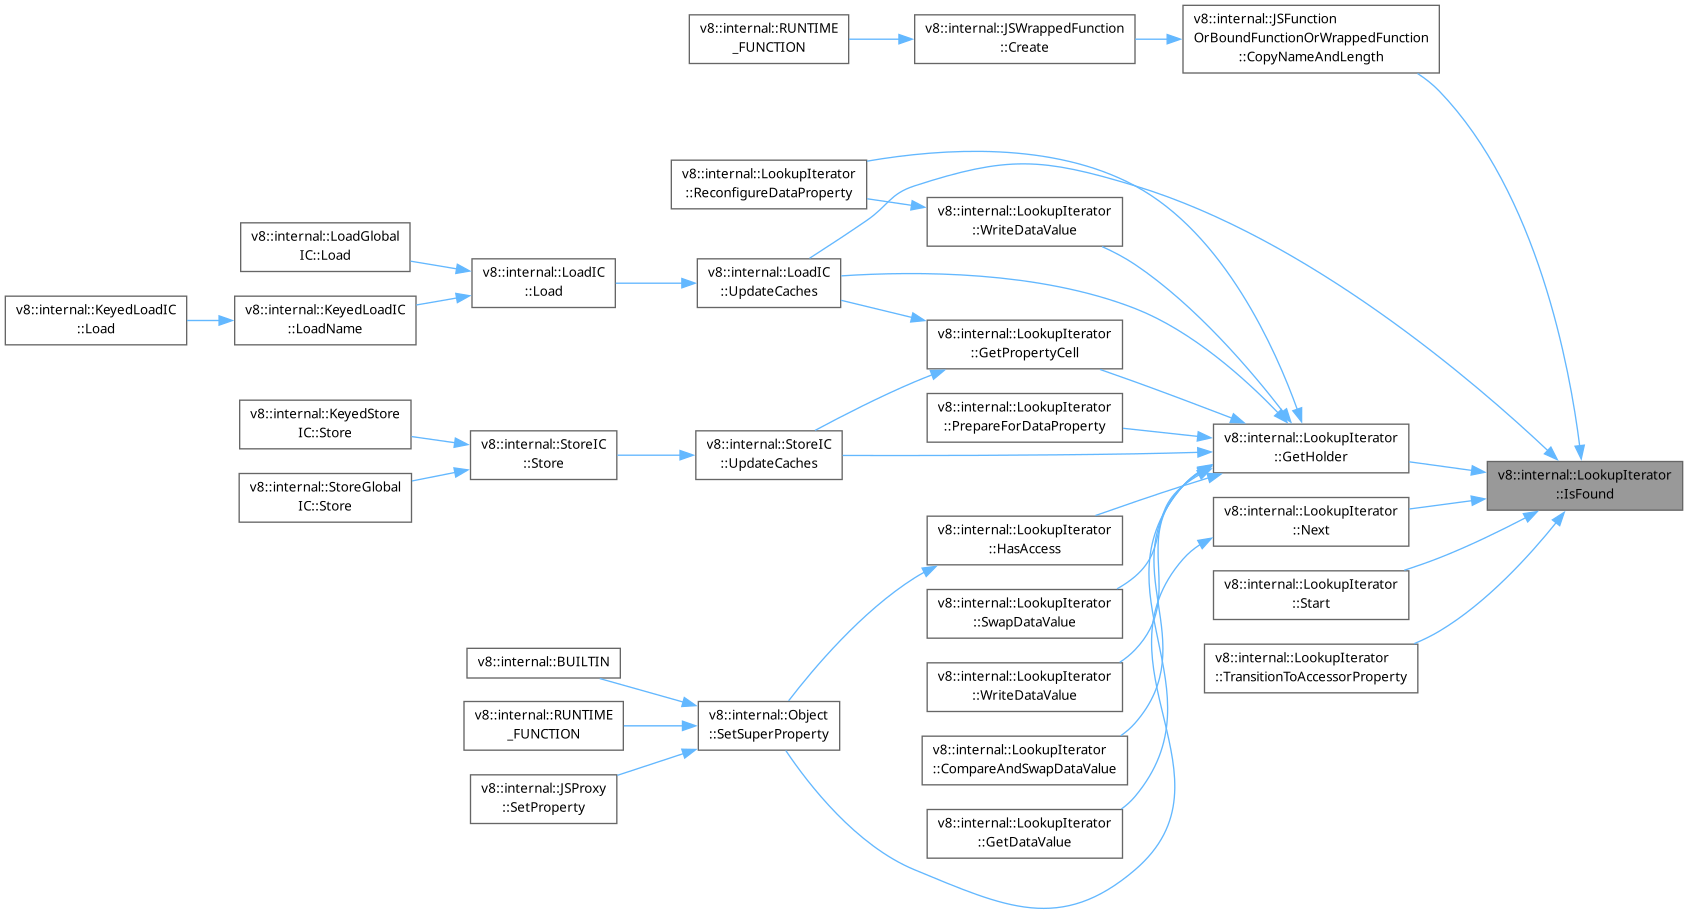 v8::internal::RUNTIME
_FUNCTION
v8::internal::JSWrappedFunction
::Create
v8::internal::JSFunction
OrBoundFunctionOrWrappedFunction
::CopyNameAndLength
v8::internal::LookupIterator
::ReconfigureDataProperty
v8::internal::LookupIterator
::WriteDataValue
v8::internal::LoadGlobal
IC::Load
v8::internal::LoadIC
::Load
v8::internal::LoadIC
::UpdateCaches
v8::internal::KeyedLoadIC
::Load
v8::internal::KeyedLoadIC
::LoadName
v8::internal::LookupIterator
::GetPropertyCell
v8::internal::KeyedStore
IC::Store
v8::internal::LookupIterator
::PrepareForDataProperty
v8::internal::StoreIC
::Store
v8::internal::StoreIC
::UpdateCaches
v8::internal::LookupIterator
::GetHolder
v8::internal::StoreGlobal
IC::Store
v8::internal::LookupIterator
::IsFound
v8::internal::LookupIterator
::HasAccess
v8::internal::LookupIterator
::Next
v8::internal::LookupIterator
::SwapDataValue
v8::internal::LookupIterator
::Start
v8::internal::BUILTIN
v8::internal::LookupIterator
::WriteDataValue
v8::internal::LookupIterator
::TransitionToAccessorProperty
v8::internal::RUNTIME
_FUNCTION
v8::internal::Object
::SetSuperProperty
v8::internal::LookupIterator
::CompareAndSwapDataValue
v8::internal::JSProxy
::SetProperty
v8::internal::LookupIterator
::GetDataValue